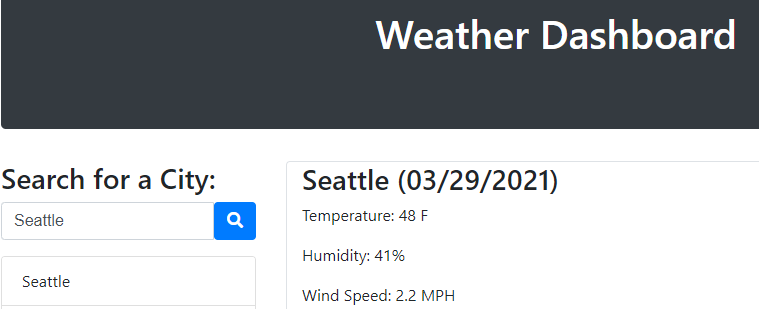 Weather Dashboard
Search for a City:
Seattle
Seattle
Seattle (03/29/2021)
Temperature: 48 F
Humidity: 41%
Wind Speed: 2.2 MPH